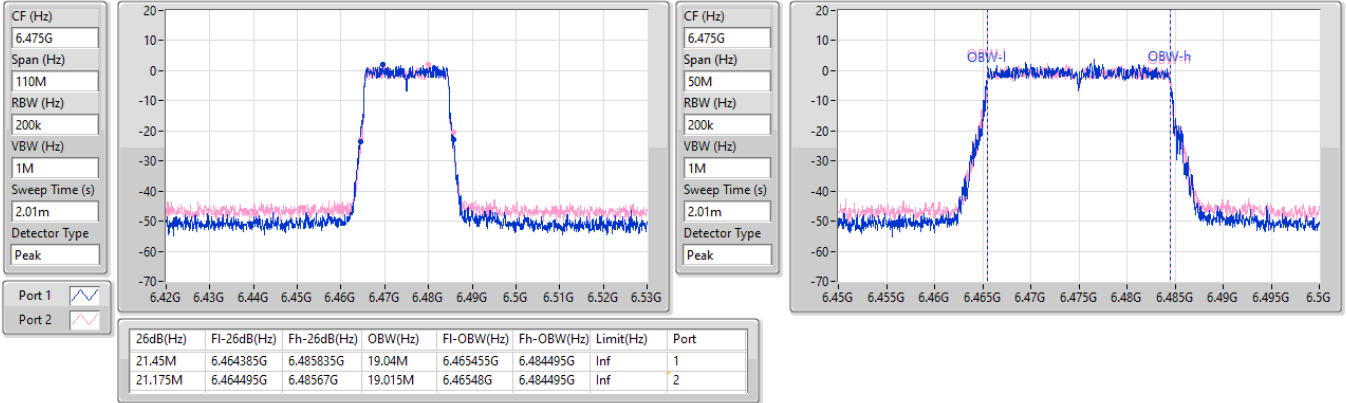 CF (Hz)
6.475G
Span (Hz)
110M
RBW (Hz)
200k
VBW (Hz)
1M
Sweep Time (s)
2.01m
Detector Type
Peak
Port 1
Port 2
20-
10-
0-
-10-
-20-
-30-
-40-
-50-
-60-
-70-
6.42G 6.43G 6.44G 6.45G 6.46G 6.47G 6.48G 6.49G 6.5G 6.51G 6.52G 6.53G
CF (Hz)
6.475G
Span (Hz)
50M
RBW (Hz)
200k
VBW (Hz)
1M
Sweep Time (s)
2.01m
Detector Type
Peak
20-
10-
0-
-10-
-20-
-30-
-40-
-50-
-60-
-70-
OBW-l OBW-h
6.45G 6.455G 6.46G 6.465G 6.47G 6.475G 6.48G 6.485G 6.49G 6.495G 6.5G
26dB(Hz) Fl-26dB(Hz) Fh-26dB(Hz) OBW(Hz) Fl-OBW(Hz) Fh-OBW(Hz) Limit(Hz) Port
21.45M 6.464385G 6.485835G 19.04M 6.465455G 6.484495G Inf 1
21.175M 6.464495G 6.48567G 19.015M 6.46548G 6.484495G Inf 2